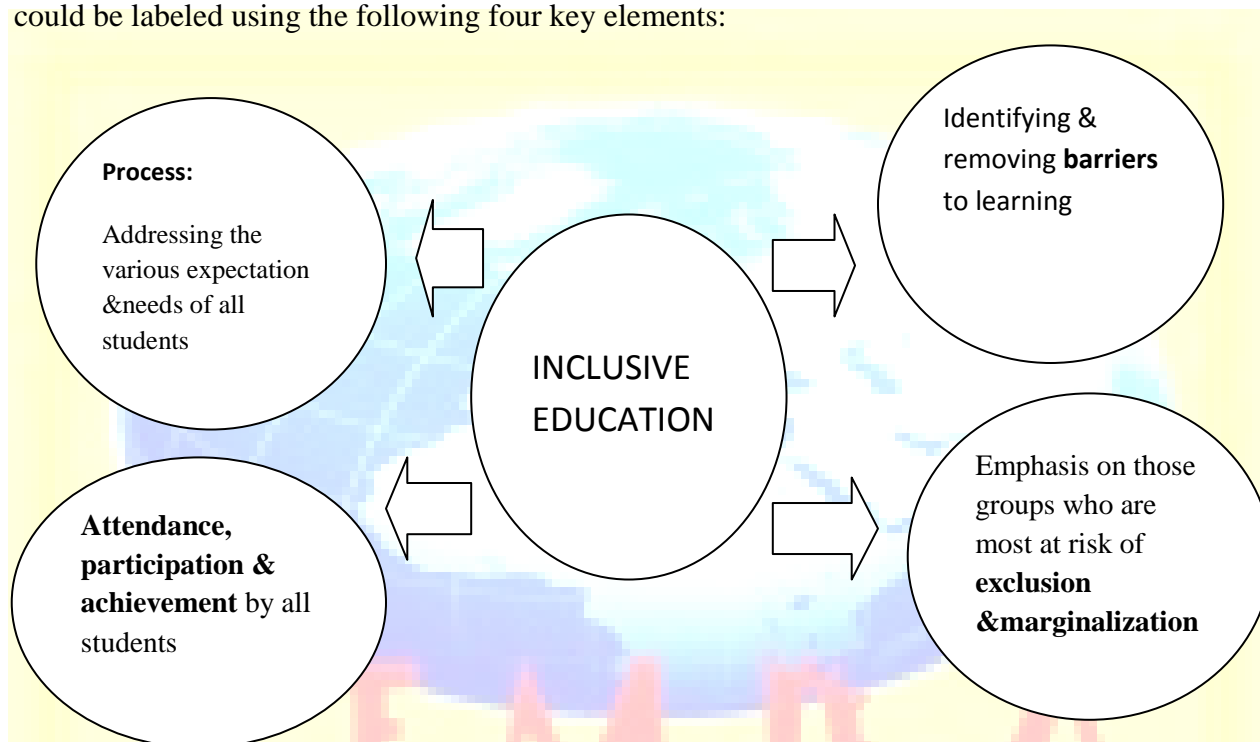 could be labeled using the following four key elements:
Process:
Addressing the
various expectation
&needs of all
students
Identifying &
removing barriers
to learning
INCLUSIVE
EDUCATION
Attendance,
participation &
achievement by all
students
Emphasis on those
groups who are
most at risk of
exclusion
&marginalization